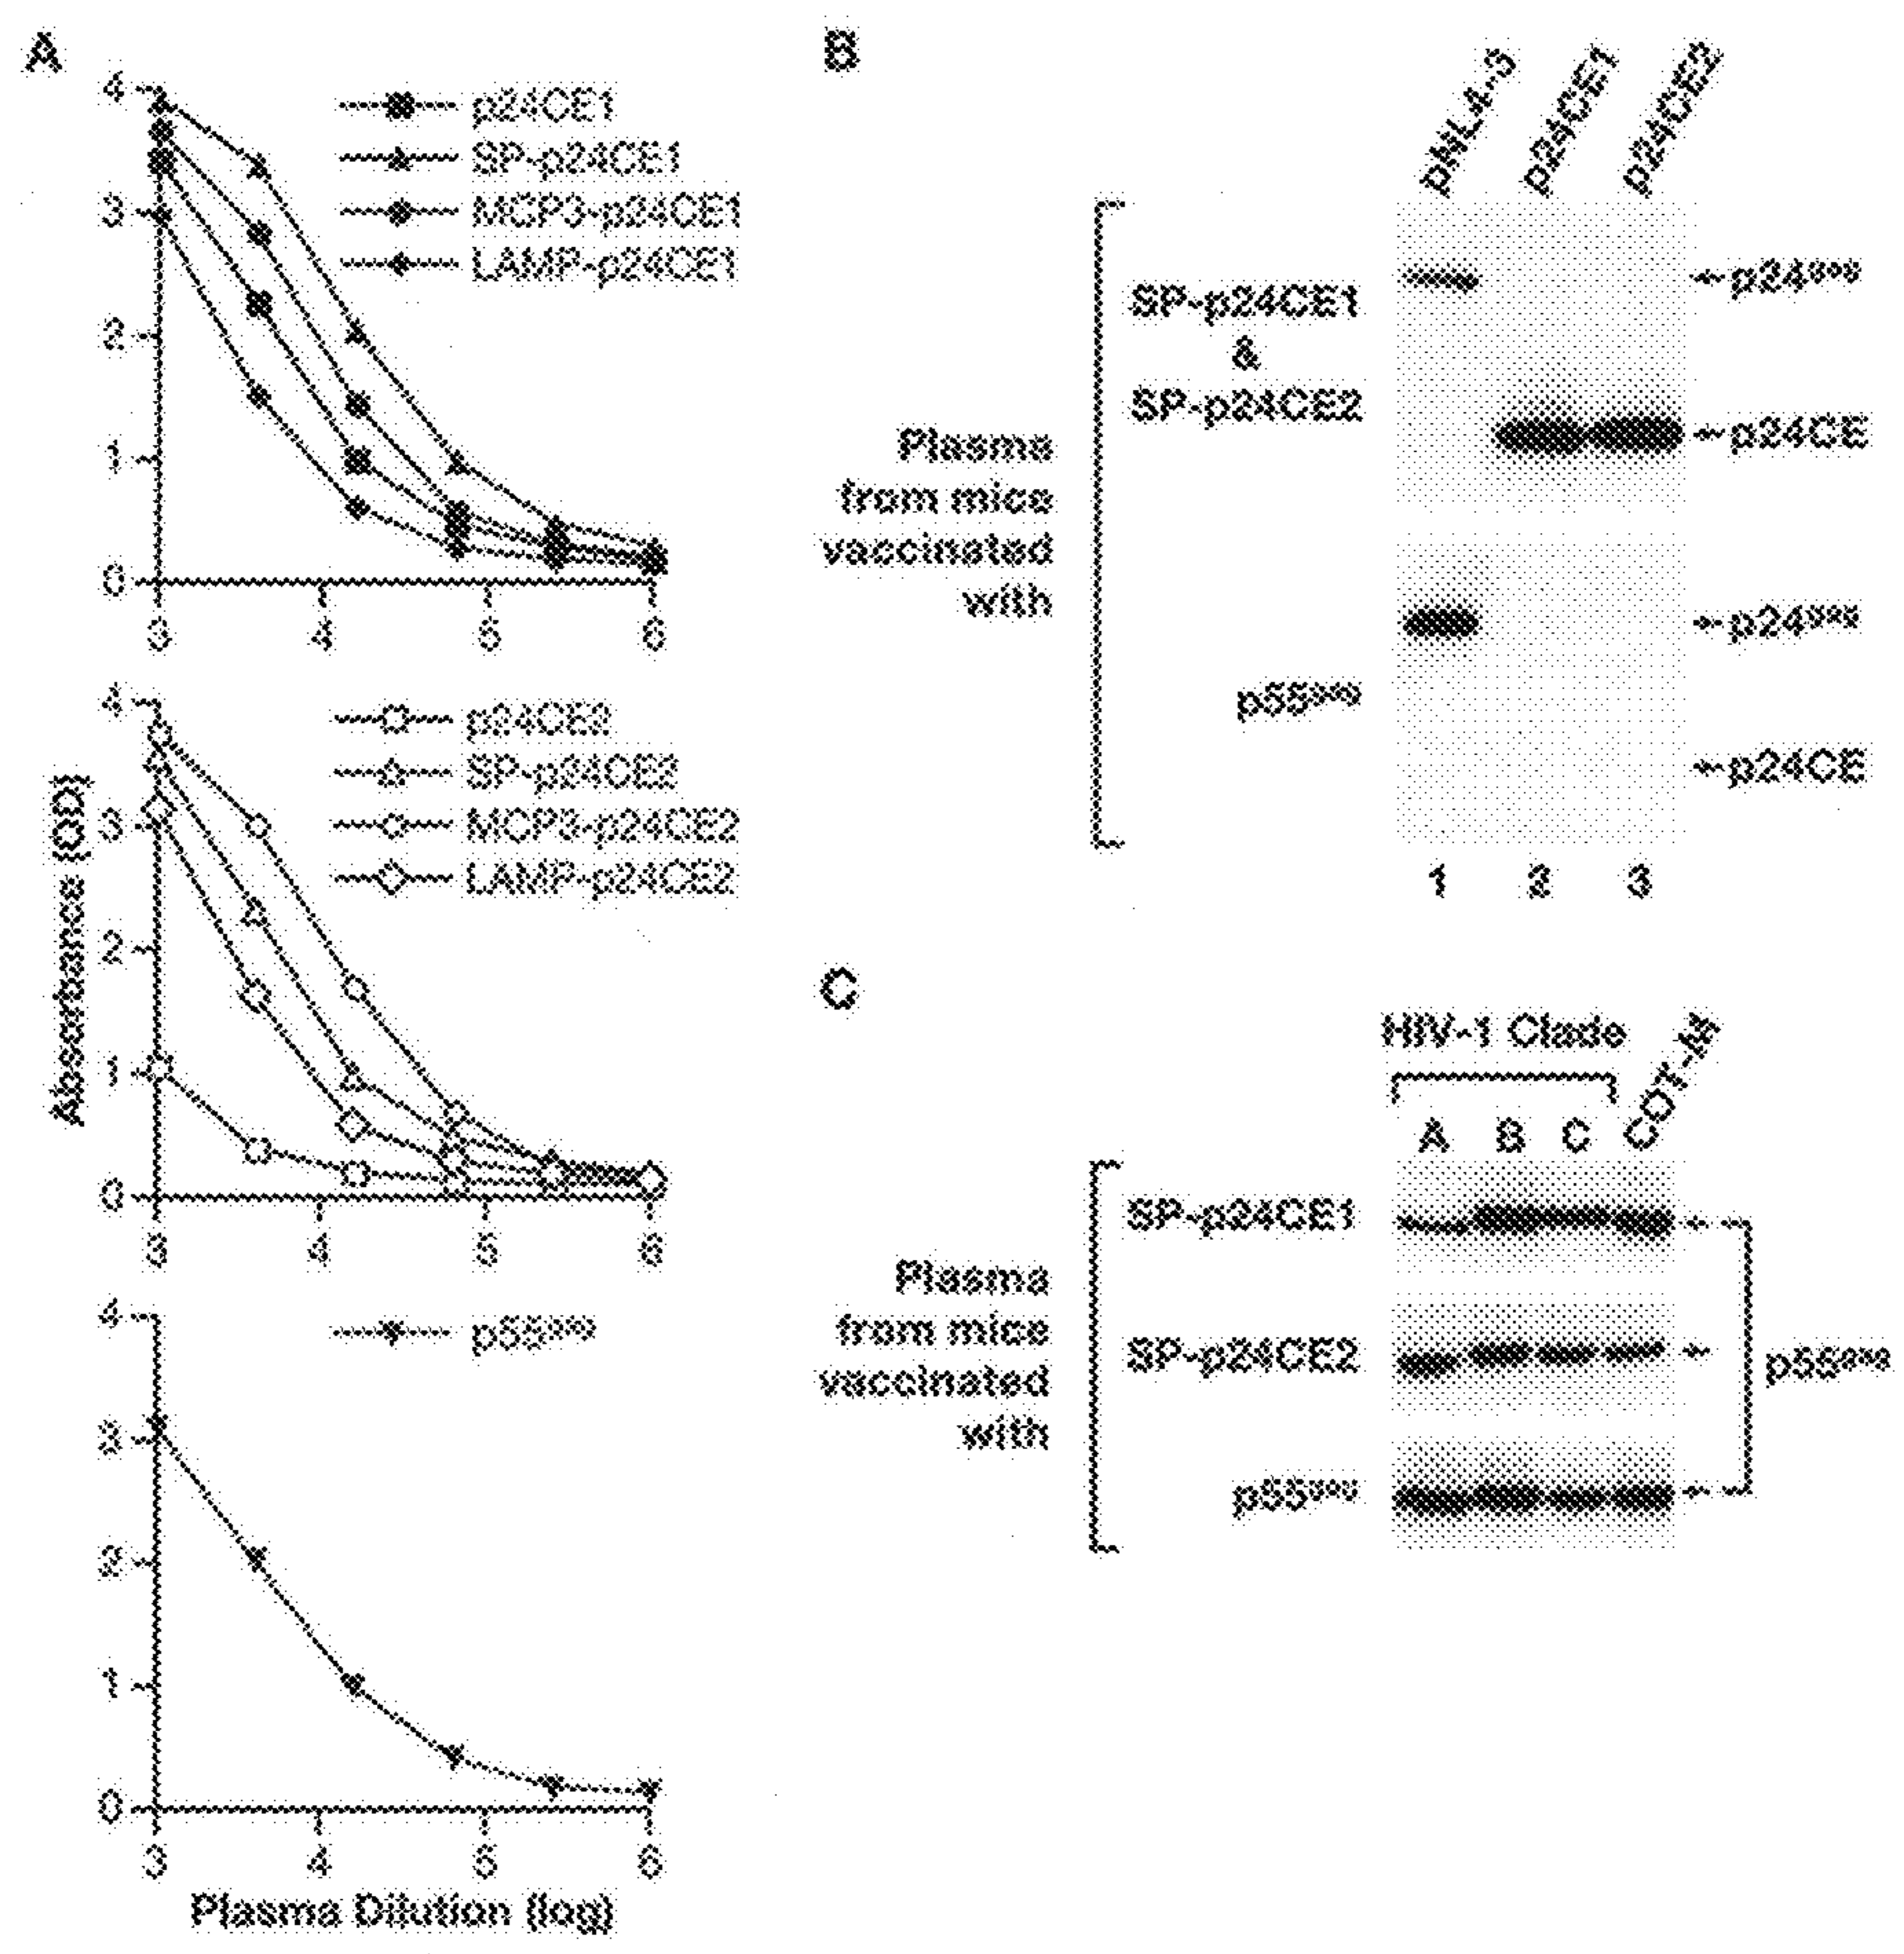 A
4
3
2
1
0
3 4 5 6
p24CE1
SP-p24CE1
MCP3-p24CE1
LAMP-p24CE1
Absorbance (OD)
4
3
2
1
0
3 4 5 6
p24CE2
SP-p24CE2
MCP3-p24CE2
LAMP-p24CE2
4
3
2
1
0
3 4 5 6
p55gag
Plasma Dilution (log)
B
pNL4-3 p24CE1 p24CE2
Plasma
from mice
vaccinated
with
SP-p24CE1
&
SP-p24CE2
p55gag
p24gag
p24CE
p24gag
p24CE
1 2 3
C
HIV-1 Clade
A B C COT-M
Plasma
from mice
vaccinated
with
SP-p24CE1
SP-p24CE2
p55gag
p55gag